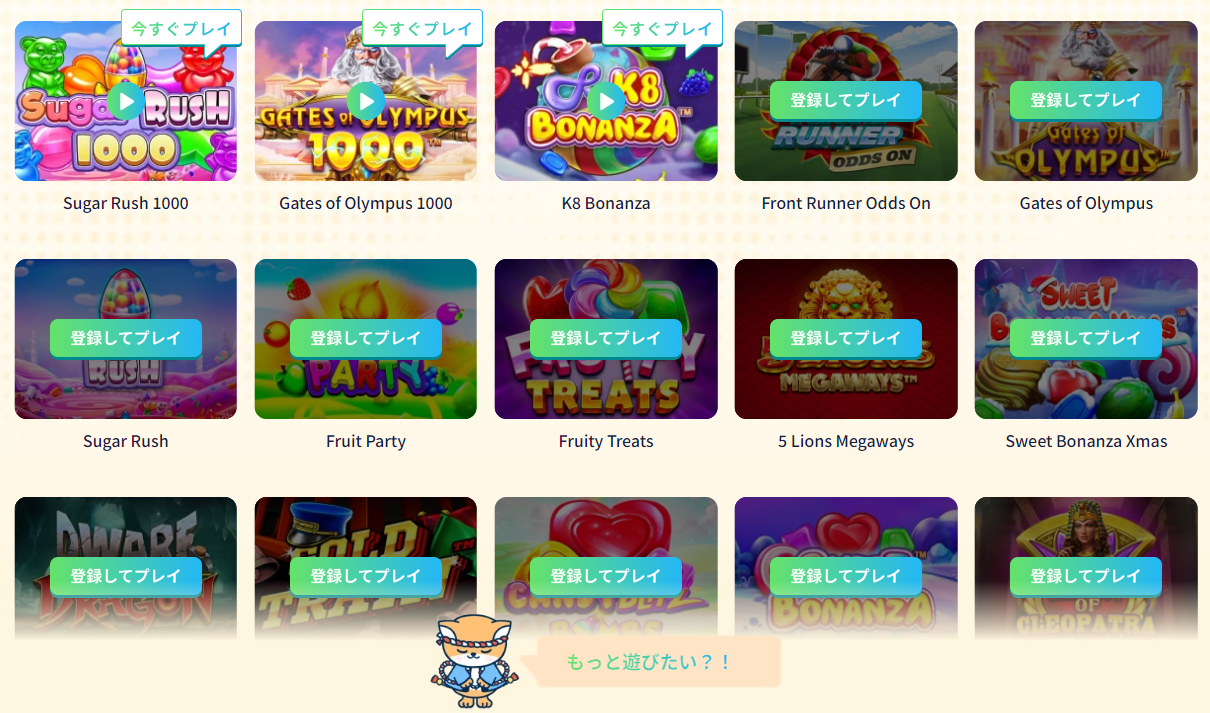 今すぐプレイ
今すぐプレイ
今すぐプレイ
SUGAR RUSH
1000
GATES OF OLYMPUS
1000™
K8
BONANZA™
登録してプレイ
RUNNER
ODDS ON
登録してプレイ
Gates of
OLYMPUS™
Sugar Rush 1000
Gates of Olympus 1000
K8 Bonanza
Front Runner Odds On
Gates of Olympus
登録してプレイ
RUSH
登録してプレイ
PARTY
登録してプレイ
FRUITY
TREATS
登録してプレイ
MEGAWAYS™
SWEET
登録してプレイ
Sugar Rush
Fruit Party
Fruity Treats
5 Lions Megaways
Sweet Bonanza Xmas
DWARF
登録してプレイ
DRAGON
GOLD
登録してプレイ
TRAIN™
登録してプレイ
CANDY BLITZ
BOMBS
登録してプレイ
BONANZA
登録してプレイ
OF
CLEOPATRA
もっと遊びたい？！